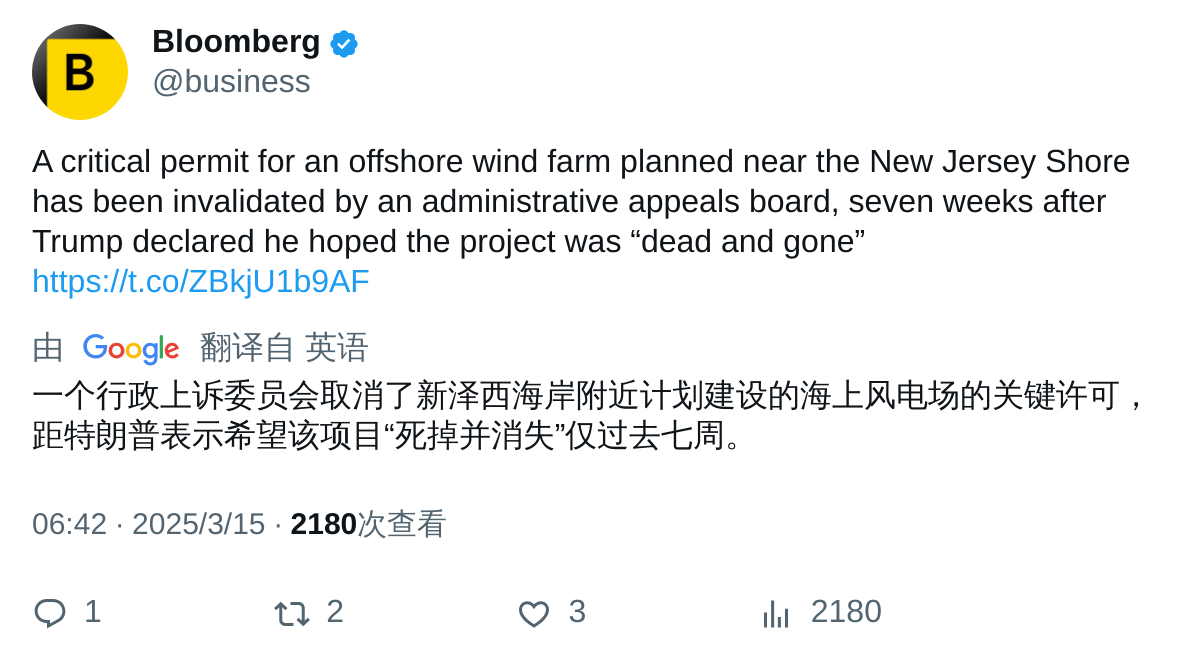 B
Bloomberg
@business
A critical permit for an offshore wind farm planned near the New Jersey Shore
has been invalidated by an administrative appeals board, seven weeks after
Trump declared he hoped the project was “dead and gone”
https://t.co/ZBkjU1b9AF
由 Google 翻译自 英语
一个行政上诉委员会取消了新泽西海岸附近计划建设的海上风电场的关键许可，
距特朗普表示希望该项目“死掉并消失”仅过去七周。
06:42 · 2025/3/15 · 2180次查看
1 2 3 2180